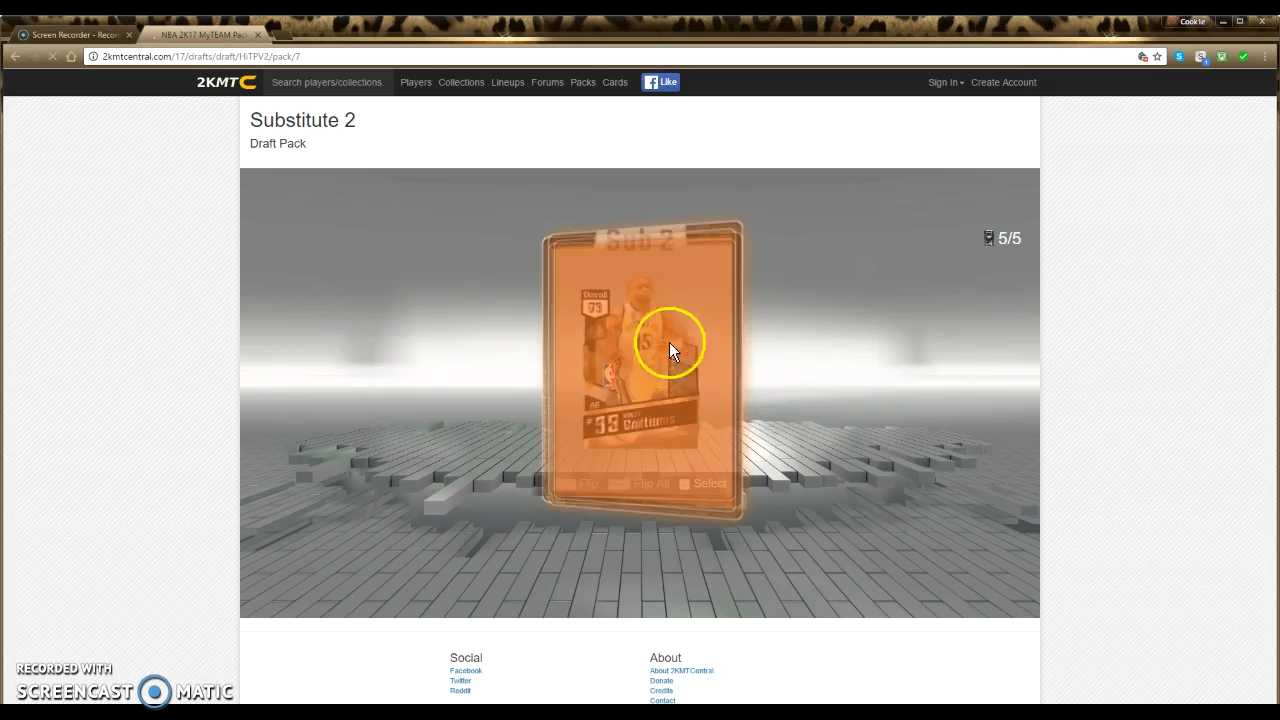 Cookie
Screen Recorder - Recor
NBA 2K17 MyTEAM Pac
2kmtcentral.com/17/drafts/draft/HiTPV2/pack/7
2KMTC
Search players/collections.
Players
Collections
Lineups
Forums
Packs
Cards
Like
Sign In
Create Account
Substitute 2
Draft Pack
5/5
Sub 2
Flip
Flip All
Select
Social
About
Facebook
About 2KMTCentral
Twitter
Donate
Reddit
Credits
Contact
RECORDED WITH
SCREENCAST MATIC